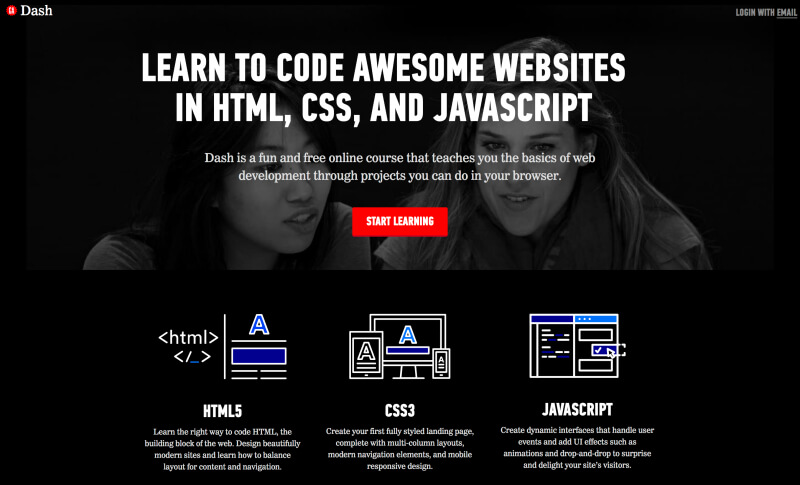 GA Dash
LOGIN WITH EMAIL
LEARN TO CODE AWESOME WEBSITES
IN HTML, CSS, AND JAVASCRIPT
Dash is a fun and free online course that teaches you the basics of web
development through projects you can do in your browser.
START LEARNING
<html>
</_>
A
A
A
A
HTML5
CSS3
JAVASCRIPT
Learn the right way to code HTML, the
building block of the web. Design beautifully
modern sites and learn how to balance
layout for content and navigation.
Create your first fully styled landing page,
complete with multi-column layouts,
modern navigation elements, and mobile
responsive design.
Create dynamic interfaces that handle user
events and add UI effects such as
animations and drop-and-drop to surprise
and delight your site's visitors.